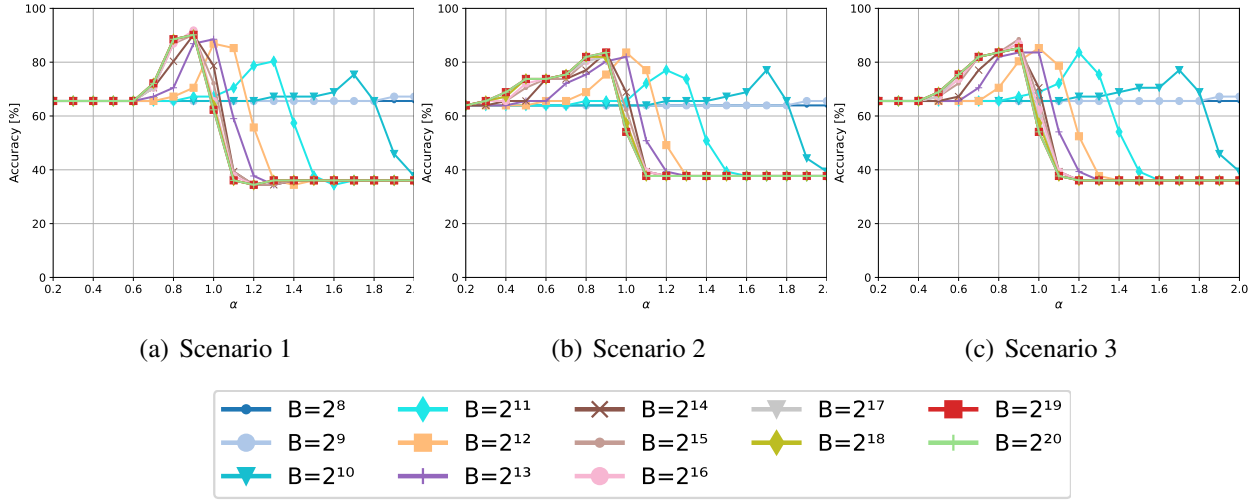 100
80
60
40
20
0
Accuracy [%]
0.2 0.4 0.6 0.8 1.0 1.2 1.4 1.6 1.8 2.
α
(a) Scenario 1
100
80
60
40
20
0
Accuracy [%]
0.2 0.4 0.6 0.8 1.0 1.2 1.4 1.6 1.8 2.
α
(b) Scenario 2
100
80
60
40
20
0
Accuracy [%]
0.2 0.4 0.6 0.8 1.0 1.2 1.4 1.6 1.8 2.0
α
(c) Scenario 3
B=2⁸ B=2¹¹ B=2¹⁴ B=2¹⁷ B=2¹⁹
B=2⁹ B=2¹² B=2¹⁵ B=2¹⁸ B=2²⁰
B=2¹⁰ B=2¹³ B=2¹⁶